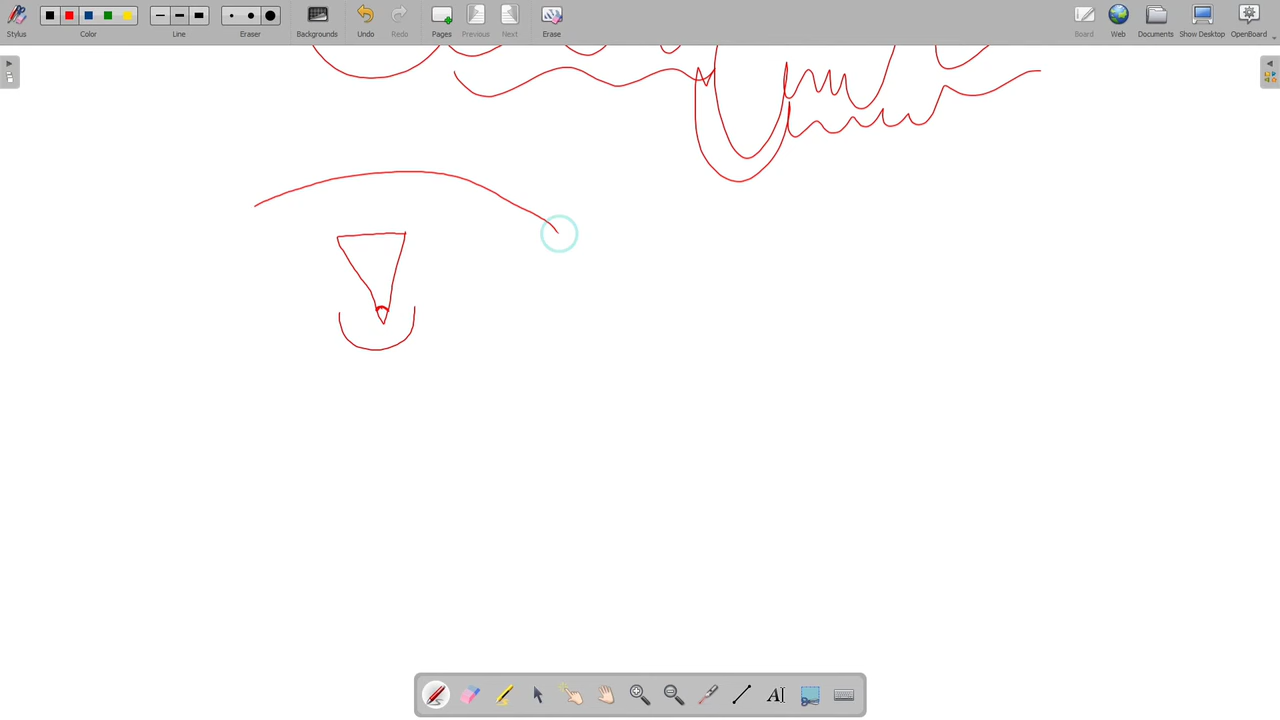 Stylus
Color
Line
Eraser
Backgrounds
Undo
Redo
Pages
Previous
Next
Erase
Board
Web
Documents
Show Desktop
OpenBoard